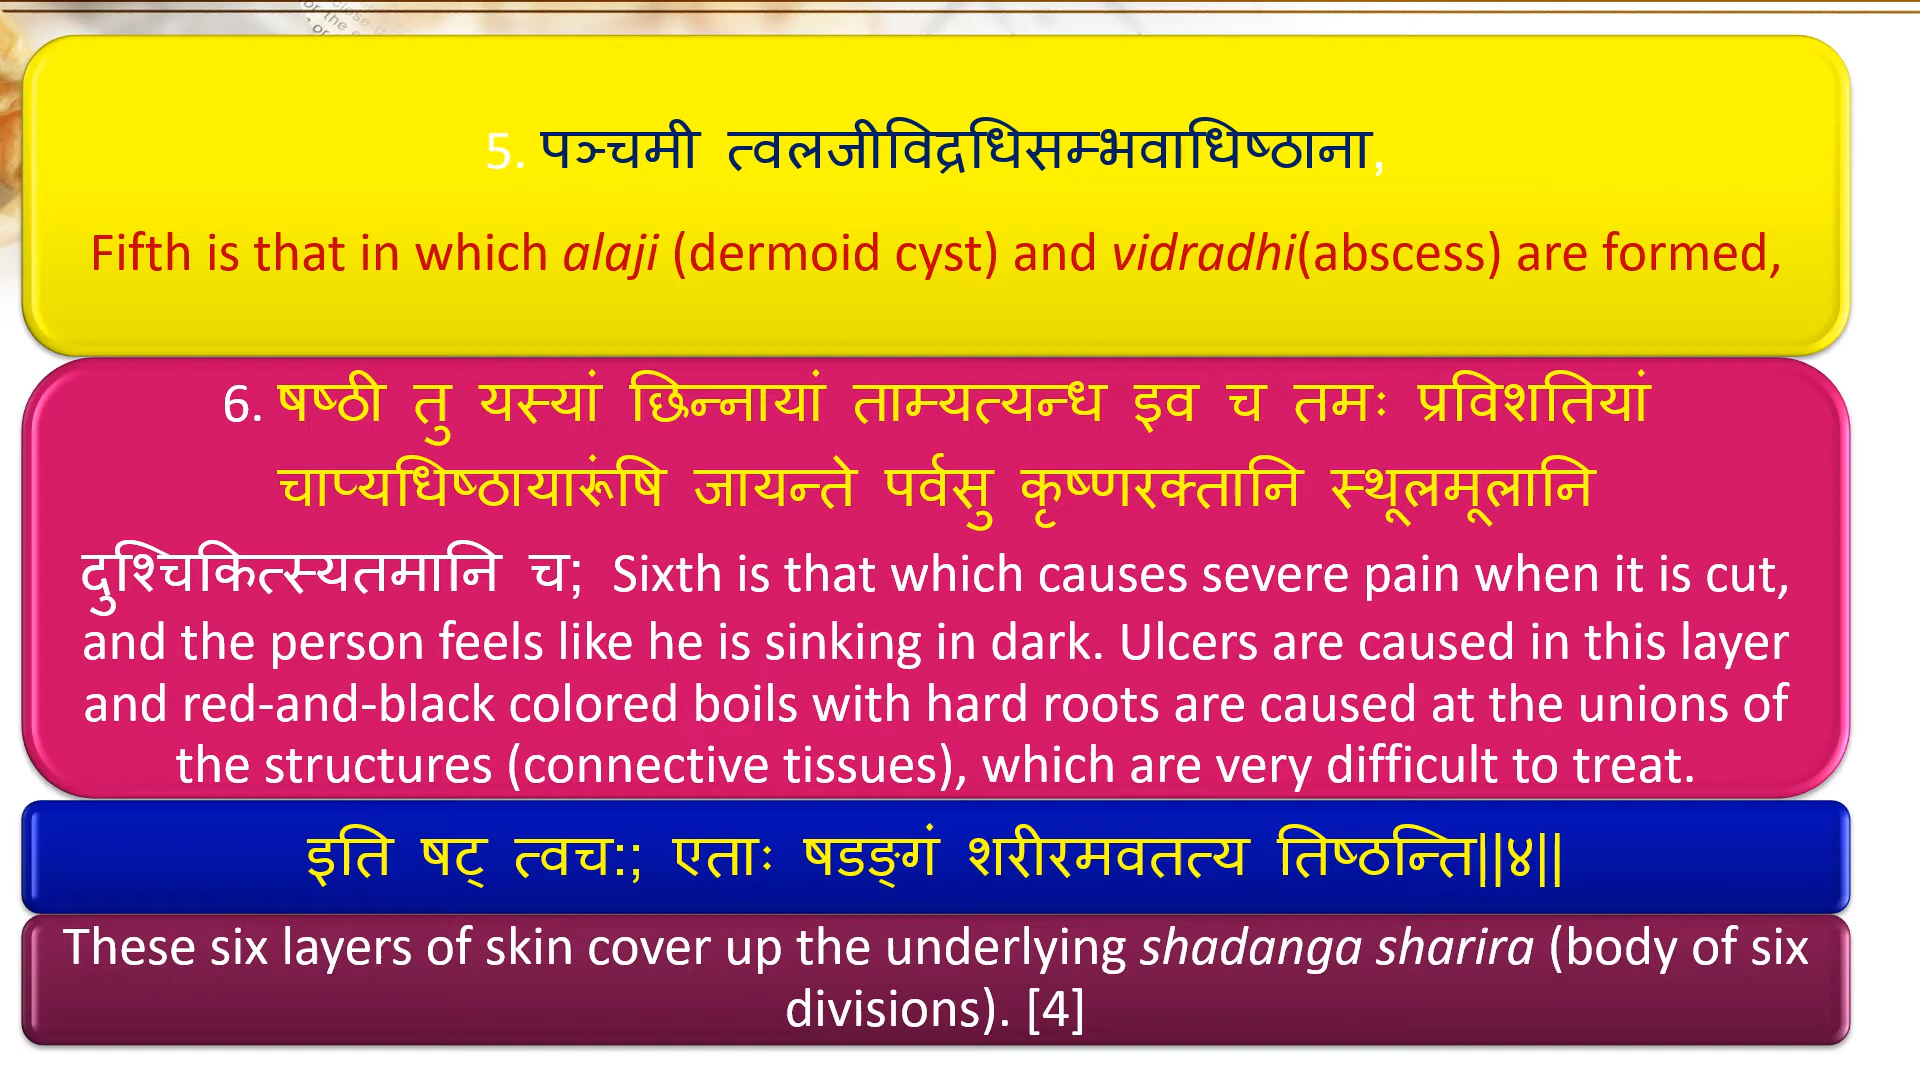 5. पञ्चमी त्वलजीविद्रधिसम्भवाधिष्ठाना,
Fifth is that in which alaji (dermoid cyst) and vidradhi(abscess) are formed,
6. षष्ठी तु यस्यां छिन्नायां ताम्यत्यन्ध इव च तमः प्रविशतियां
चाप्यधिष्ठायारूंषि जायन्ते पर्वसु कृष्णरक्तानि स्थूलमूलानि
दुश्चिकित्स्यतमानि च; Sixth is that which causes severe pain when it is cut,
and the person feels like he is sinking in dark. Ulcers are caused in this layer
and red-and-black colored boils with hard roots are caused at the unions of
the structures (connective tissues), which are very difficult to treat.
इति षट् त्वच:; एताः षडङ्गं शरीरमवतत्य तिष्ठन्ति||४||
These six layers of skin cover up the underlying shadanga sharira (body of six
divisions). [4]